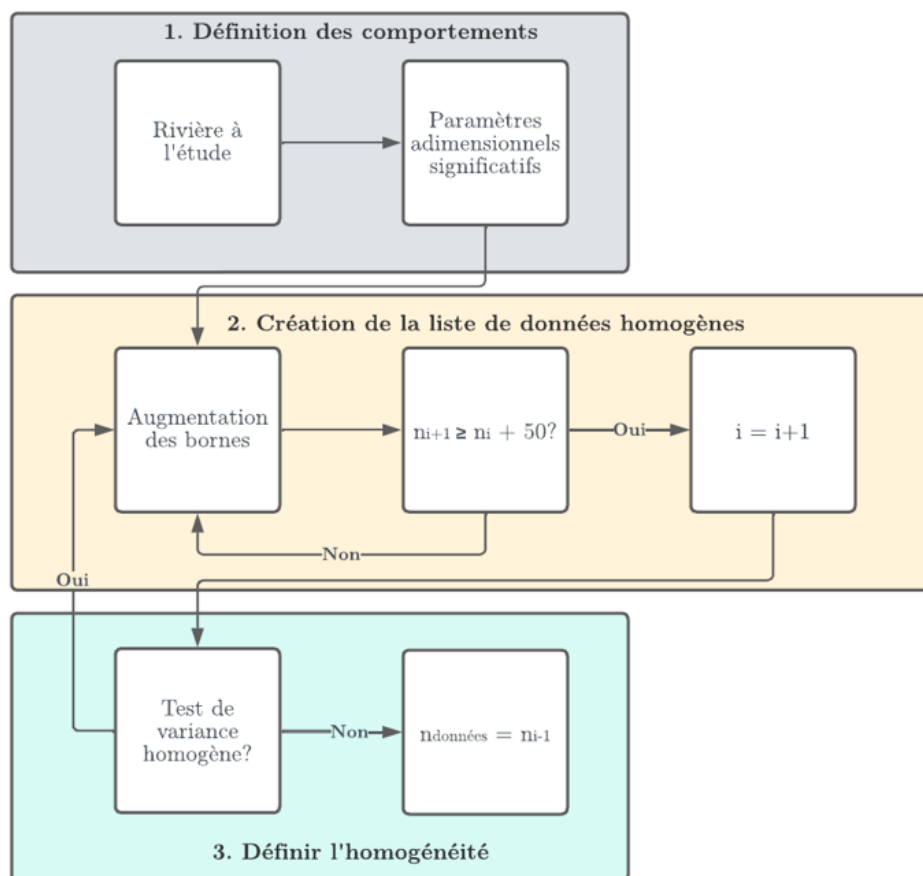 1. Définition des comportements
Rivière à
l'étude
Paramètres
adimensionnels
significatifs
2. Création de la liste de données homogènes
Augmentation
des bornes
ni+1 ≥ ni + 50?
Oui
i = i+1
Non
Oui
Test de
variance
homogène?
Non
ndonnées = ni-1
3. Définir l'homogénéité